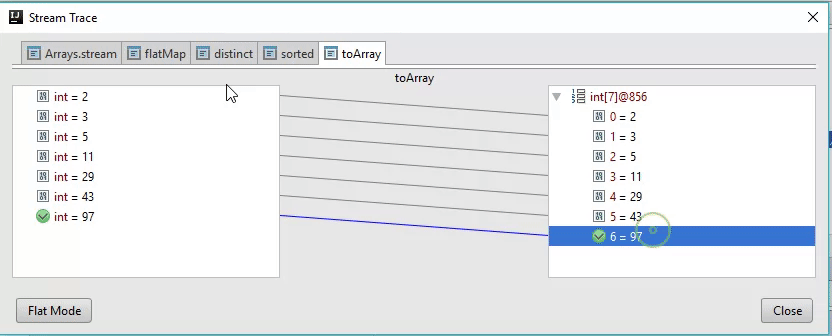 IJ Stream Trace
Arrays.stream flatMap distinct sorted toArray
toArray
int = 2
int = 3
int = 5
int = 11
int = 29
int = 43
int = 97
int[7]@856
0 = 2
1 = 3
2 = 5
3 = 11
4 = 29
5 = 43
6 = 97
Flat Mode
Close